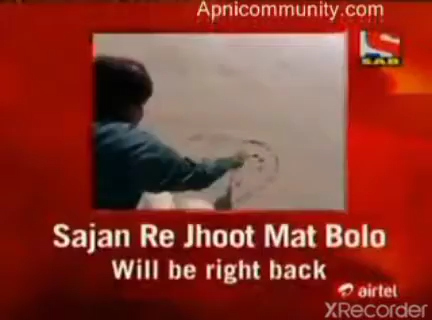 Apnicommunity.com
SAB
Sajan Re Jhoot Mat Bolo
Will be right back
airtel
XRecorder